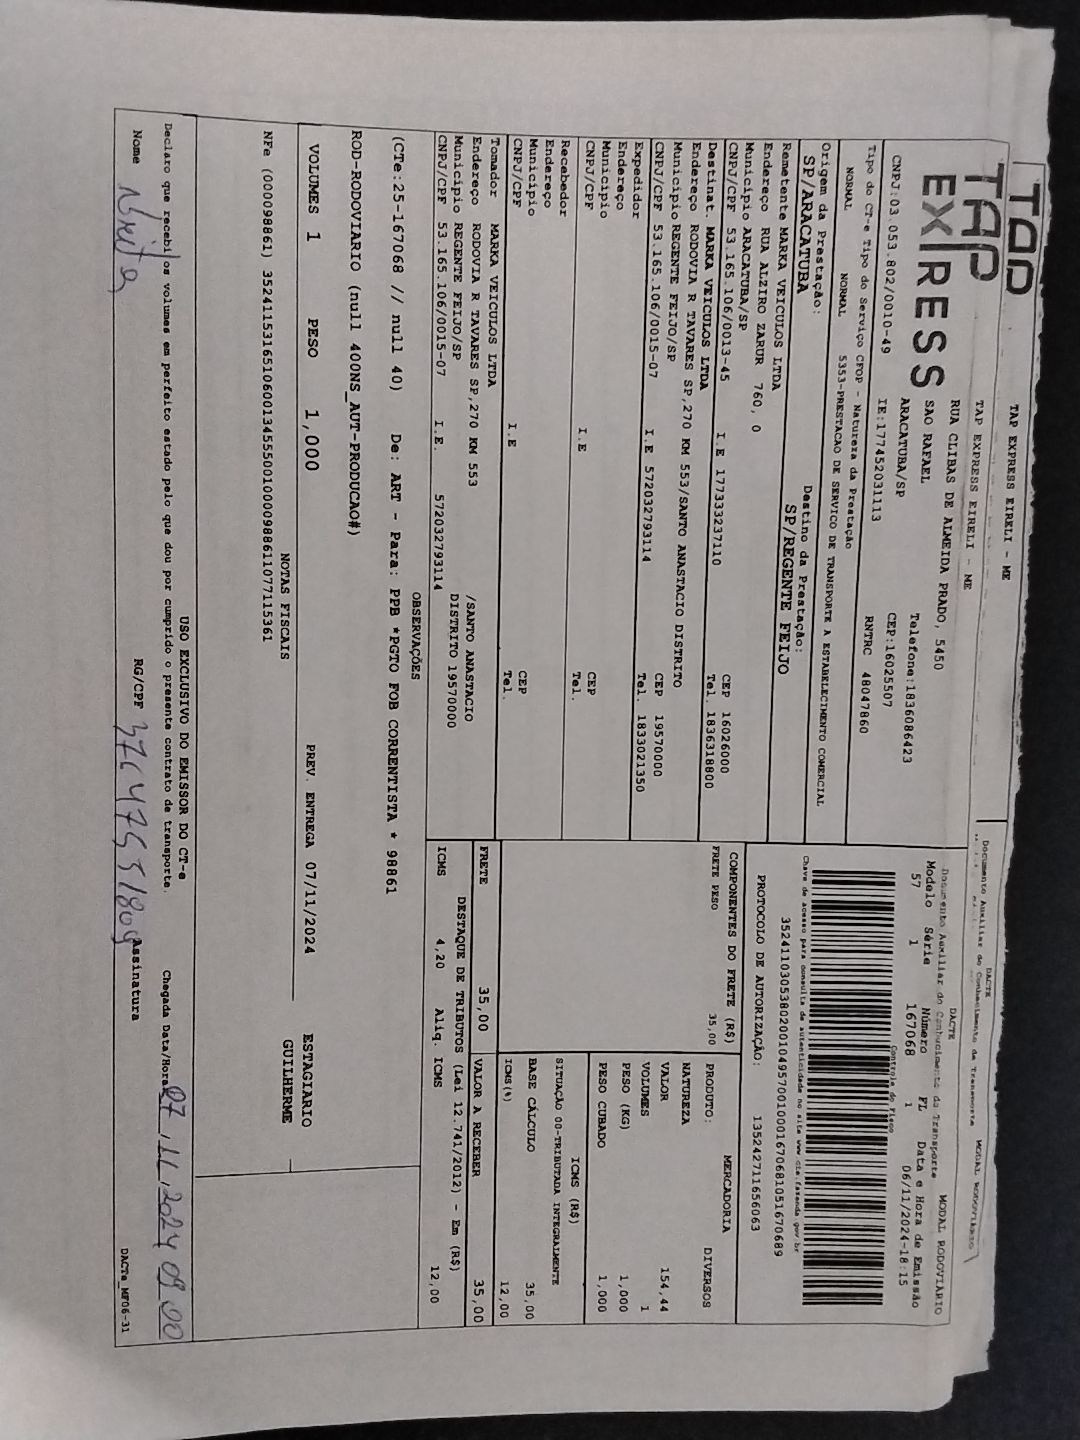 TAP EXPRESS EIRELI - ME
DACTE
Documento Auxiliar do Conhecimento de Transporte MODAL RODOVIÁRIO
TAP EXRESS
TAP EXPRESS EIRELI - ME
RUA CLIBAS DE ALMEIDA PRADO, 5450
SAO RAFAEL Telefone:1836086423
ARACATUBA/SP CEP:16025507
CNPJ:03.053.802/0010-49 IE:177452031113 RNTRC 48047860
DACTE
Documento Auxiliar do Conhecimento de Transporte MODAL RODOVIÁRIO
Modelo Série Número FL Data e Hora de Emissão
57 1 167068 1 06/11/2024-18:15
Controle do Fisco
Tipo do CT-e Tipo do Serviço CFOP - Natureza da Prestação
NORMAL NORMAL 5353-PRESTACAO DE SERVICO DE TRANSPORTE A ESTABELECIMENTO COMERCIAL
Chave de acesso para consulta de autenticidade no site www.cte.fazenda.gov.br
35241103053802001049570010001670681051670689
PROTOCOLO DE AUTORIZAÇÃO: 135242711656063
Origem da Prestação: Destino da Prestação:
SP/ARACATUBA SP/REGENTE FEIJO
Remetente MARKA VEICULOS LTDA
Endereço RUA ALZIRO ZARUR 760, 0
Município ARACATUBA/SP CEP 16026000
CNPJ/CPF 53.165.106/0013-45 I.E 177333237110 Tel. 1836318800
Destinat. MARKA VEICULOS LTDA
Endereço RODOVIA R TAVARES SP,270 KM 553/SANTO ANASTACIO DISTRITO
Município REGENTE FEIJO/SP CEP 19570000
CNPJ/CPF 53.165.106/0015-07 I.E 572032793114 Tel. 1833021350
Expedidor
Endereço
Município CEP
CNPJ/CPF I.E Tel.
Recebedor
Endereço
Município CEP
CNPJ/CPF I.E Tel.
Tomador MARKA VEICULOS LTDA
Endereço RODOVIA R TAVARES SP,270 KM 553 /SANTO ANASTACIO
Município REGENTE FEIJO/SP DISTRITO 19570000
CNPJ/CPF 53.165.106/0015-07 I.E. 572032793114
COMPONENTES DO FRETE (R$)
FRETE PESO 35,00
MERCADORIA
PRODUTO: DIVERSOS
NATUREZA
VALOR 154,44
VOLUMES 1
PESO (KG) 1,000
PESO CUBADO 1,000
ICMS (R$)
SITUAÇÃO 00-TRIBUTADA INTEGRALMENTE
BASE CÁLCULO 35,00
ICMS(%) 12,00
FRETE 35,00 VALOR A RECEBER 35,00
DESTAQUE DE TRIBUTOS (Lei 12.741/2012) - Em (R$)
ICMS 4,20 Aliq. ICMS 12,00
OBSERVAÇÕES
(CTe:25-167068 // null 40) De: ART - Para: PPB *PGTO FOB CORRENTISTA * 98861
ROD-RODOVIARIO (null 400NS_AUT-PRODUCAO#)
VOLUMES 1 PESO 1,000 PREV. ENTREGA 07/11/2024 ESTAGIARIO
GUILHERME
NOTAS FISCAIS
NFe (000098861) 35241153165106001345550010000988611077115361
USO EXCLUSIVO DO EMISSOR DO CT-e
Declaro que recebi os volumes em perfeito estado pelo que dou por cumprido o presente contrato de transporte. Chegada Data/Hora 07/11/2024 09:00
Nome RG/CPF Assinatura DACTe_MF06-31